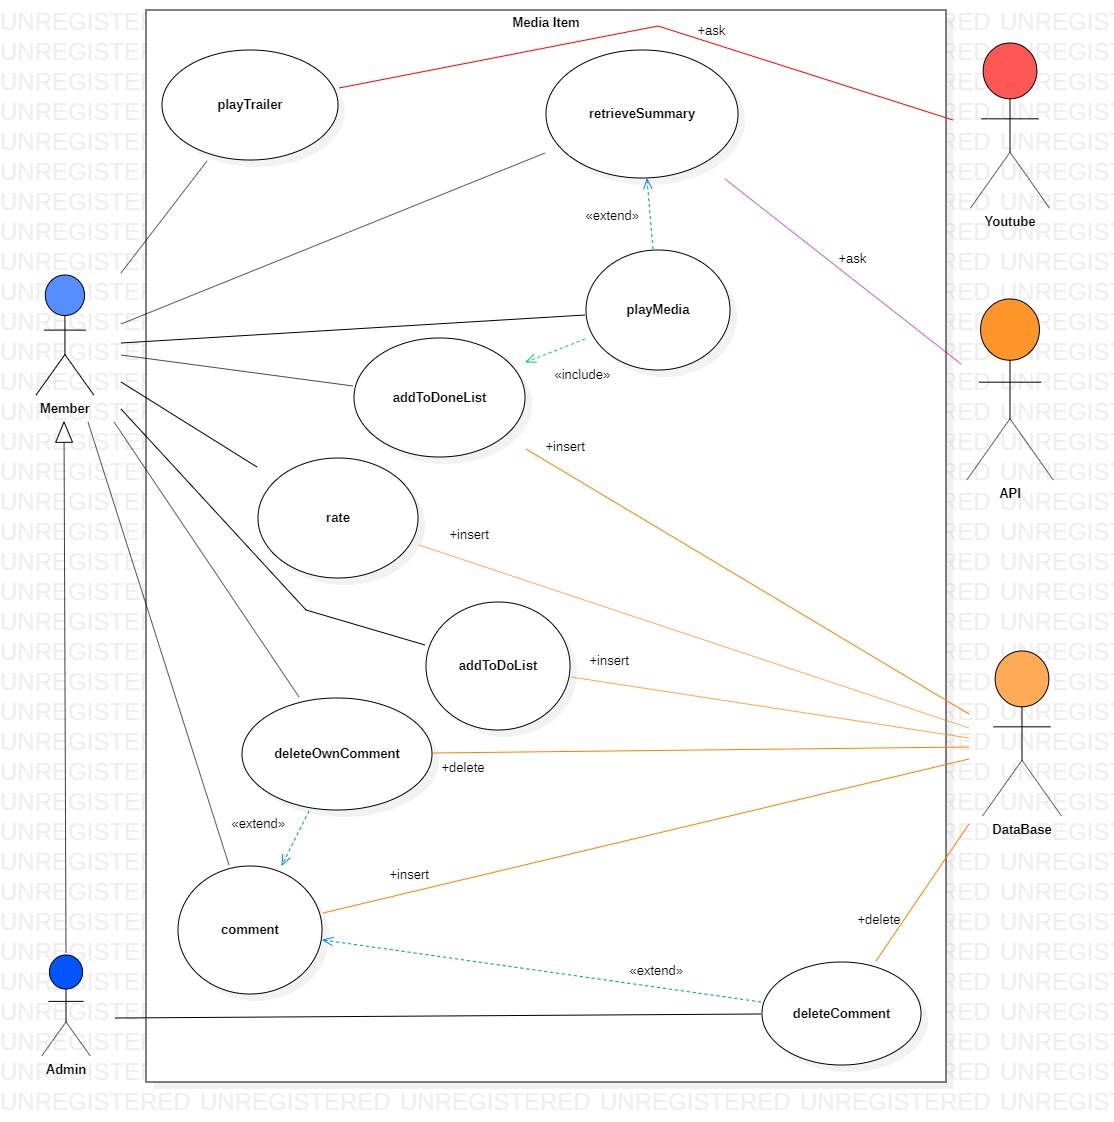 Media Item
+ask
playTrailer
retrieveSummary
Youtube
«extend»
+ask
playMedia
«include»
Member
addToDoneList
+insert
API
rate
+insert
addToDoList
+insert
deleteOwnComment
+delete
DataBase
«extend»
+insert
comment
+delete
«extend»
deleteComment
Admin
UNREGISTERED UNREGISTERED UNREGISTERED UNREGISTERED UNREGISTERED UNREGIS